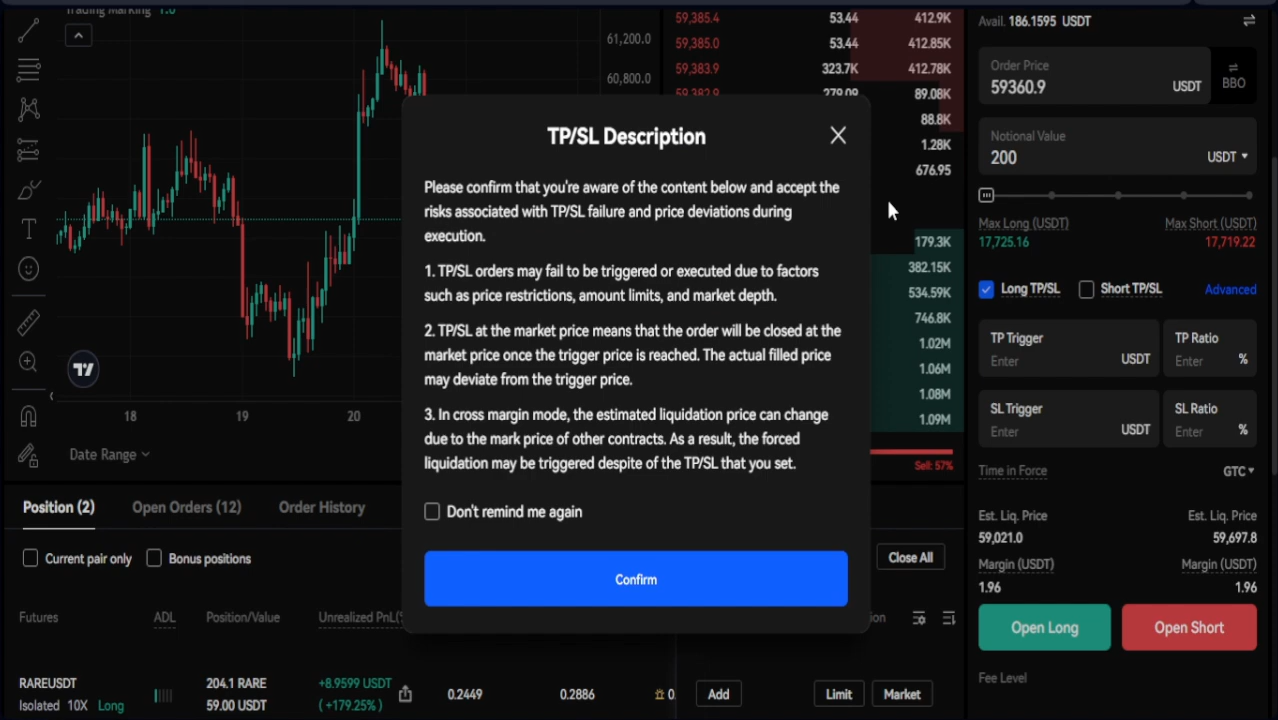 Trading Marking 1.0
61,200.0
60,800.0
18 19 20
Date Range
59,385.4 53.44 412.9K
59,385.0 53.44 412.85K
59,383.9 323.7K 412.78K
59,382.9 279.09 89.08K
88.8K
1.28K
676.95
179.3K
382.15K
534.59K
746.8K
1.02M
1.06M
1.08M
1.09M
Sell: 57%
TP/SL Description
Please confirm that you're aware of the content below and accept the
risks associated with TP/SL failure and price deviations during
execution.
1. TP/SL orders may fail to be triggered or executed due to factors
such as price restrictions, amount limits, and market depth.
2. TP/SL at the market price means that the order will be closed at the
market price once the trigger price is reached. The actual filled price
may deviate from the trigger price.
3. In cross margin mode, the estimated liquidation price can change
due to the mark price of other contracts. As a result, the forced
liquidation may be triggered despite of the TP/SL that you set.
Don't remind me again
Confirm
Avail. 186.1595 USDT
Order Price
59360.9 USDT
BBO
Notional Value
200 USDT
Max Long (USDT) Max Short (USDT)
17,725.16 17,719.22
Long TP/SL Short TP/SL Advanced
TP Trigger TP Ratio
Enter USDT Enter %
SL Trigger SL Ratio
Enter USDT Enter %
Time in Force GTC
Est. Liq. Price Est. Liq. Price
59,021.0 59,697.8
Margin (USDT) Margin (USDT)
1.96 1.96
Open Long Open Short
Fee Level
Position (2) Open Orders (12) Order History
Current pair only Bonus positions Close All
Futures ADL Position/Value Unrealized PnL(
RAREUSDT 204.1 RARE +8.9599 USDT 0.2449 0.2886 0. Add Limit Market
Isolated 10X Long 59.00 USDT (+179.25%)